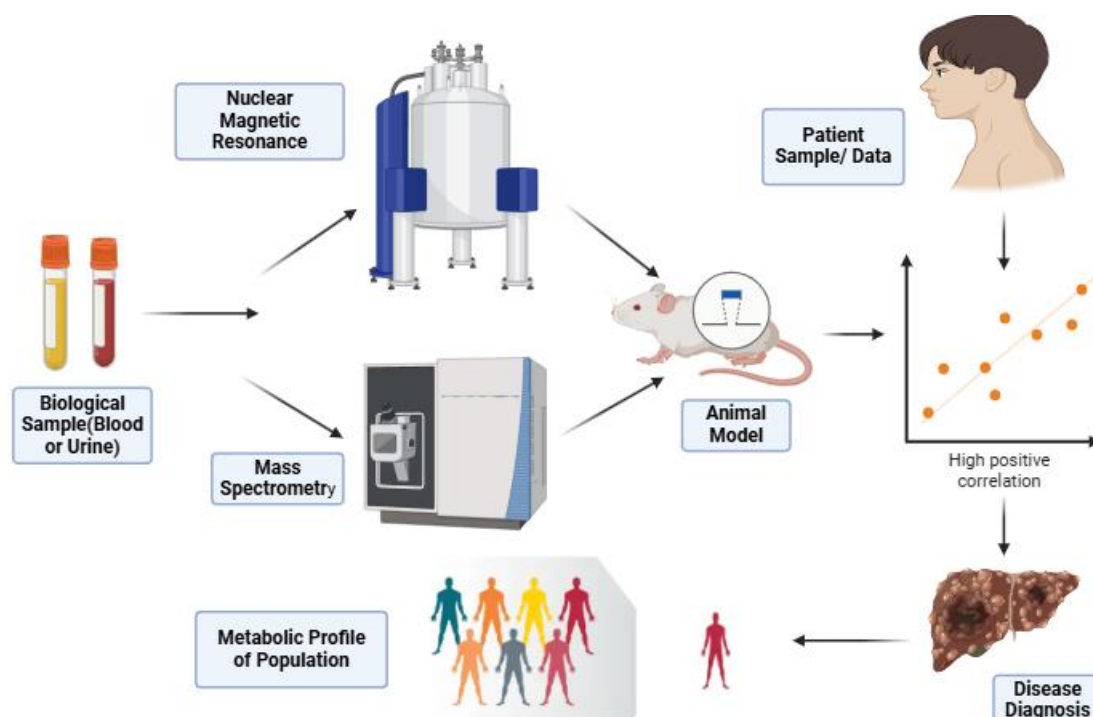 Nuclear
Magnetic
Resonance
Patient
Sample/ Data
Biological
Sample(Blood
or Urine)
Mass
Spectrometry
Animal
Model
High positive
correlation
Metabolic Profile
of Population
Disease
Diagnosis